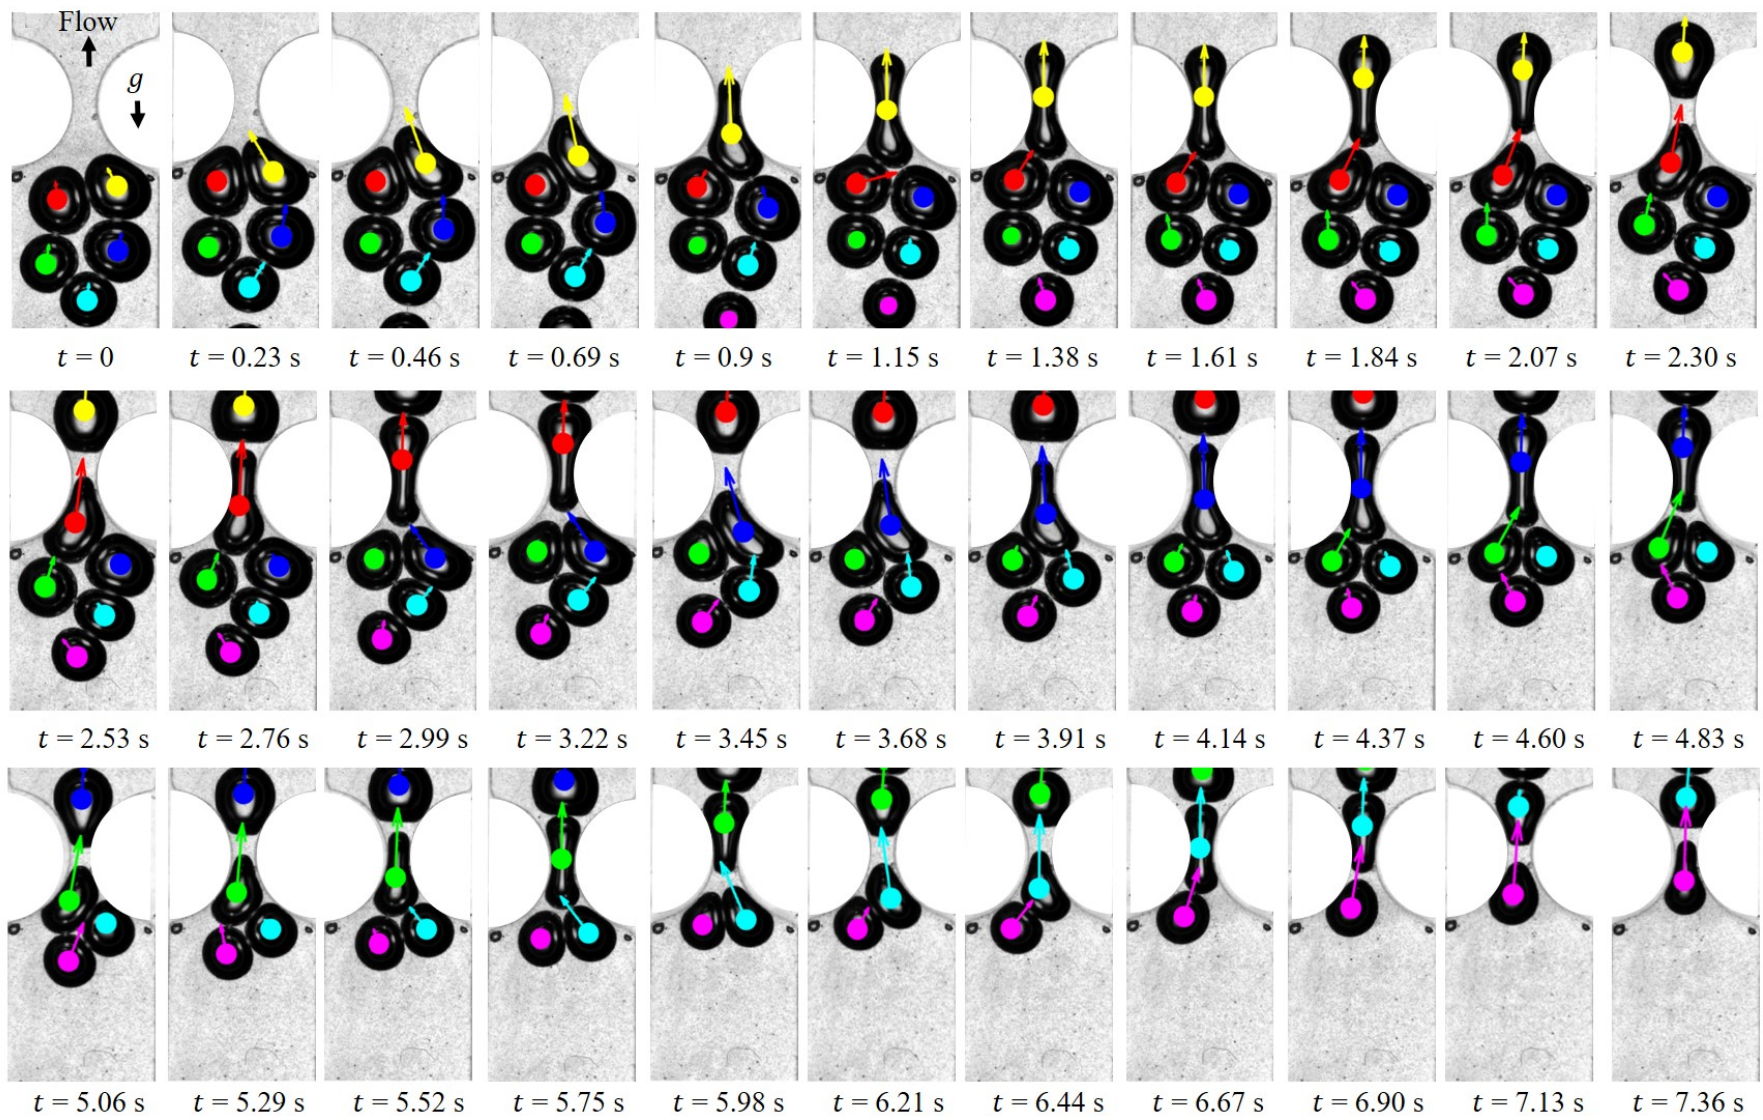 Flow
g
t = 0
t = 0.23 s
t = 0.46 s
t = 0.69 s
t = 0.9 s
t = 1.15 s
t = 1.38 s
t = 1.61 s
t = 1.84 s
t = 2.07 s
t = 2.30 s
t = 2.53 s
t = 2.76 s
t = 2.99 s
t = 3.22 s
t = 3.45 s
t = 3.68 s
t = 3.91 s
t = 4.14 s
t = 4.37 s
t = 4.60 s
t = 4.83 s
t = 5.06 s
t = 5.29 s
t = 5.52 s
t = 5.75 s
t = 5.98 s
t = 6.21 s
t = 6.44 s
t = 6.67 s
t = 6.90 s
t = 7.13 s
t = 7.36 s